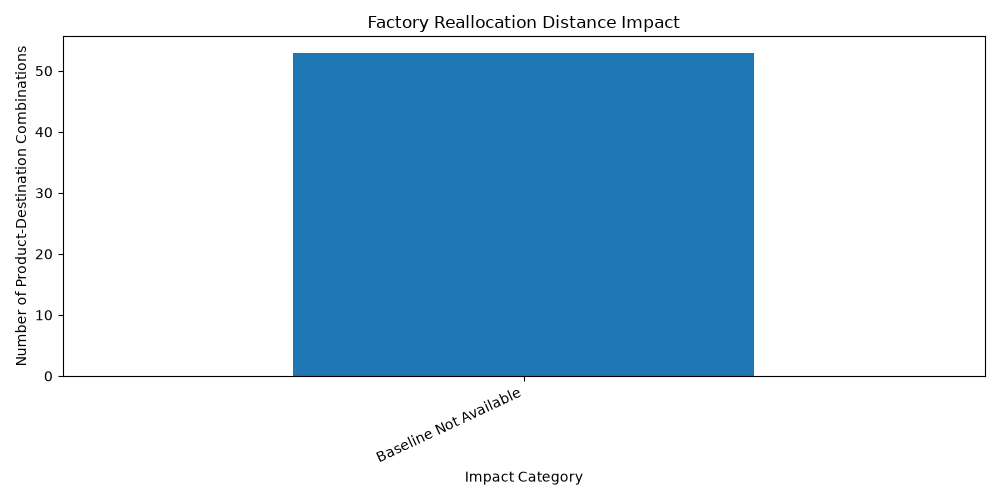 Factory Reallocation Distance Impact
Number of Product-Destination Combinations
50
40
30
20
10
0
Baseline Not Available
Impact Category